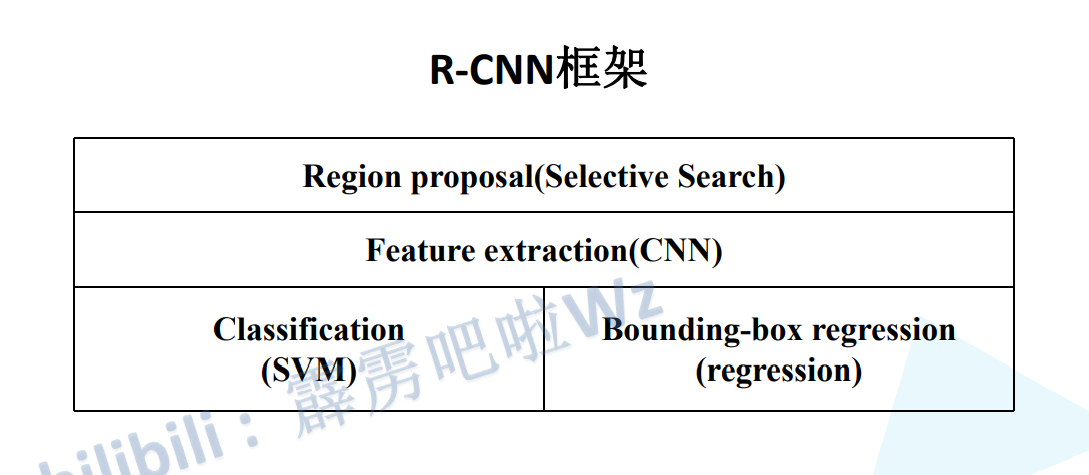 R-CNN框架
Region proposal(Selective Search)
Feature extraction(CNN)
Classification
(SVM)
Bounding-box regression
(regression)
bilibili：霹雳吧啦Wz